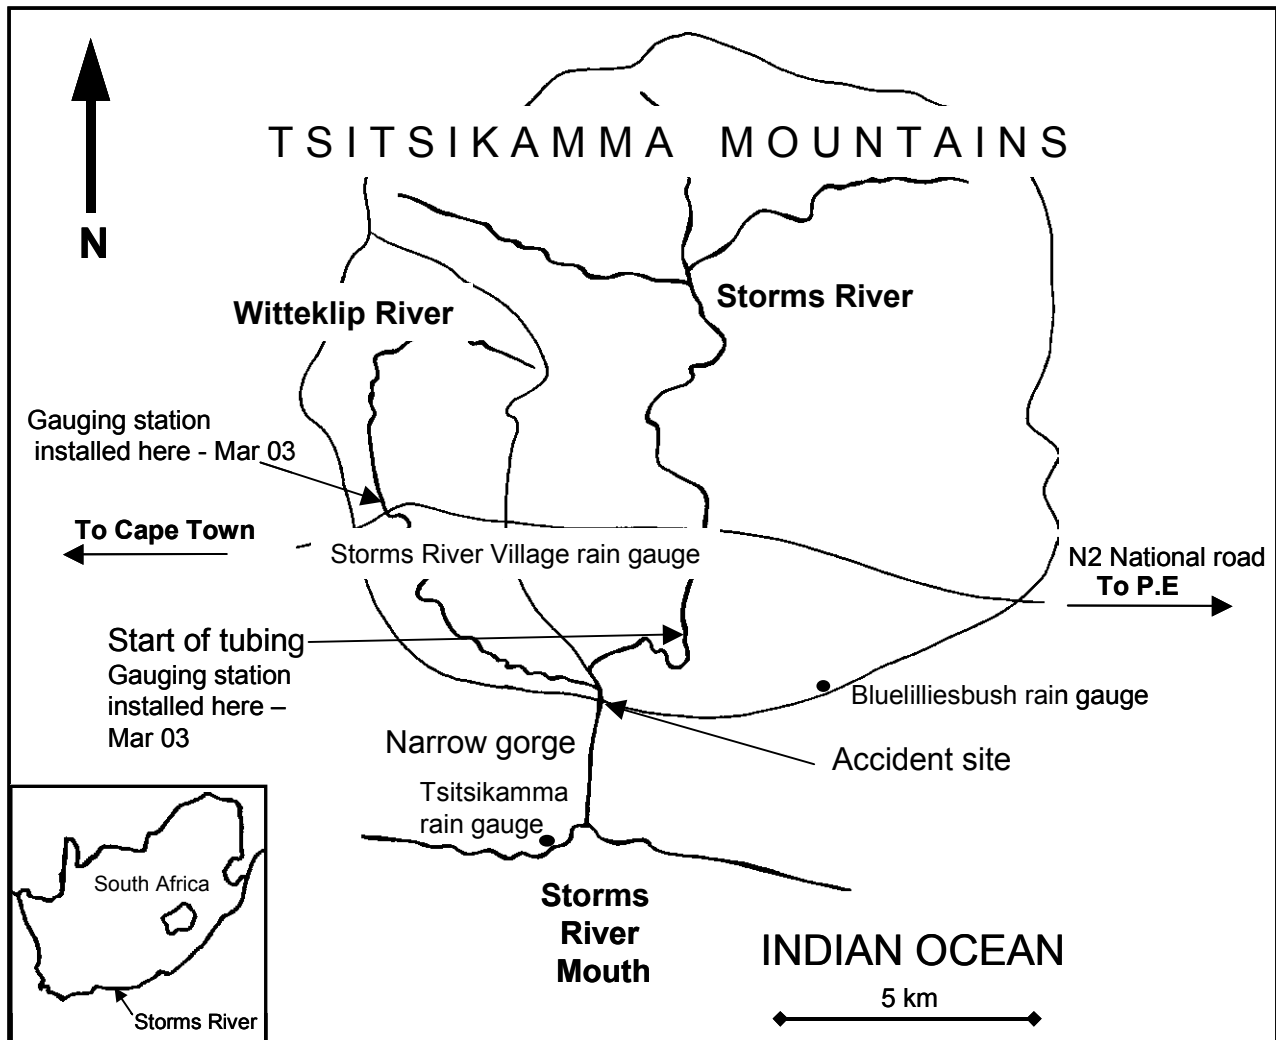 TSITSIKAMMA MOUNTAINS
N
Storms River
Witteklip River
Gauging station
installed here - Mar 03
To Cape Town
Storms River Village rain gauge
N2 National road
To P.E
Start of tubing
Gauging station
installed here –
Mar 03
Bluelilliesbush rain gauge
Narrow gorge
Accident site
Tsitsikamma
rain gauge
South Africa
Storms River
Storms
River
Mouth
INDIAN OCEAN
5 km